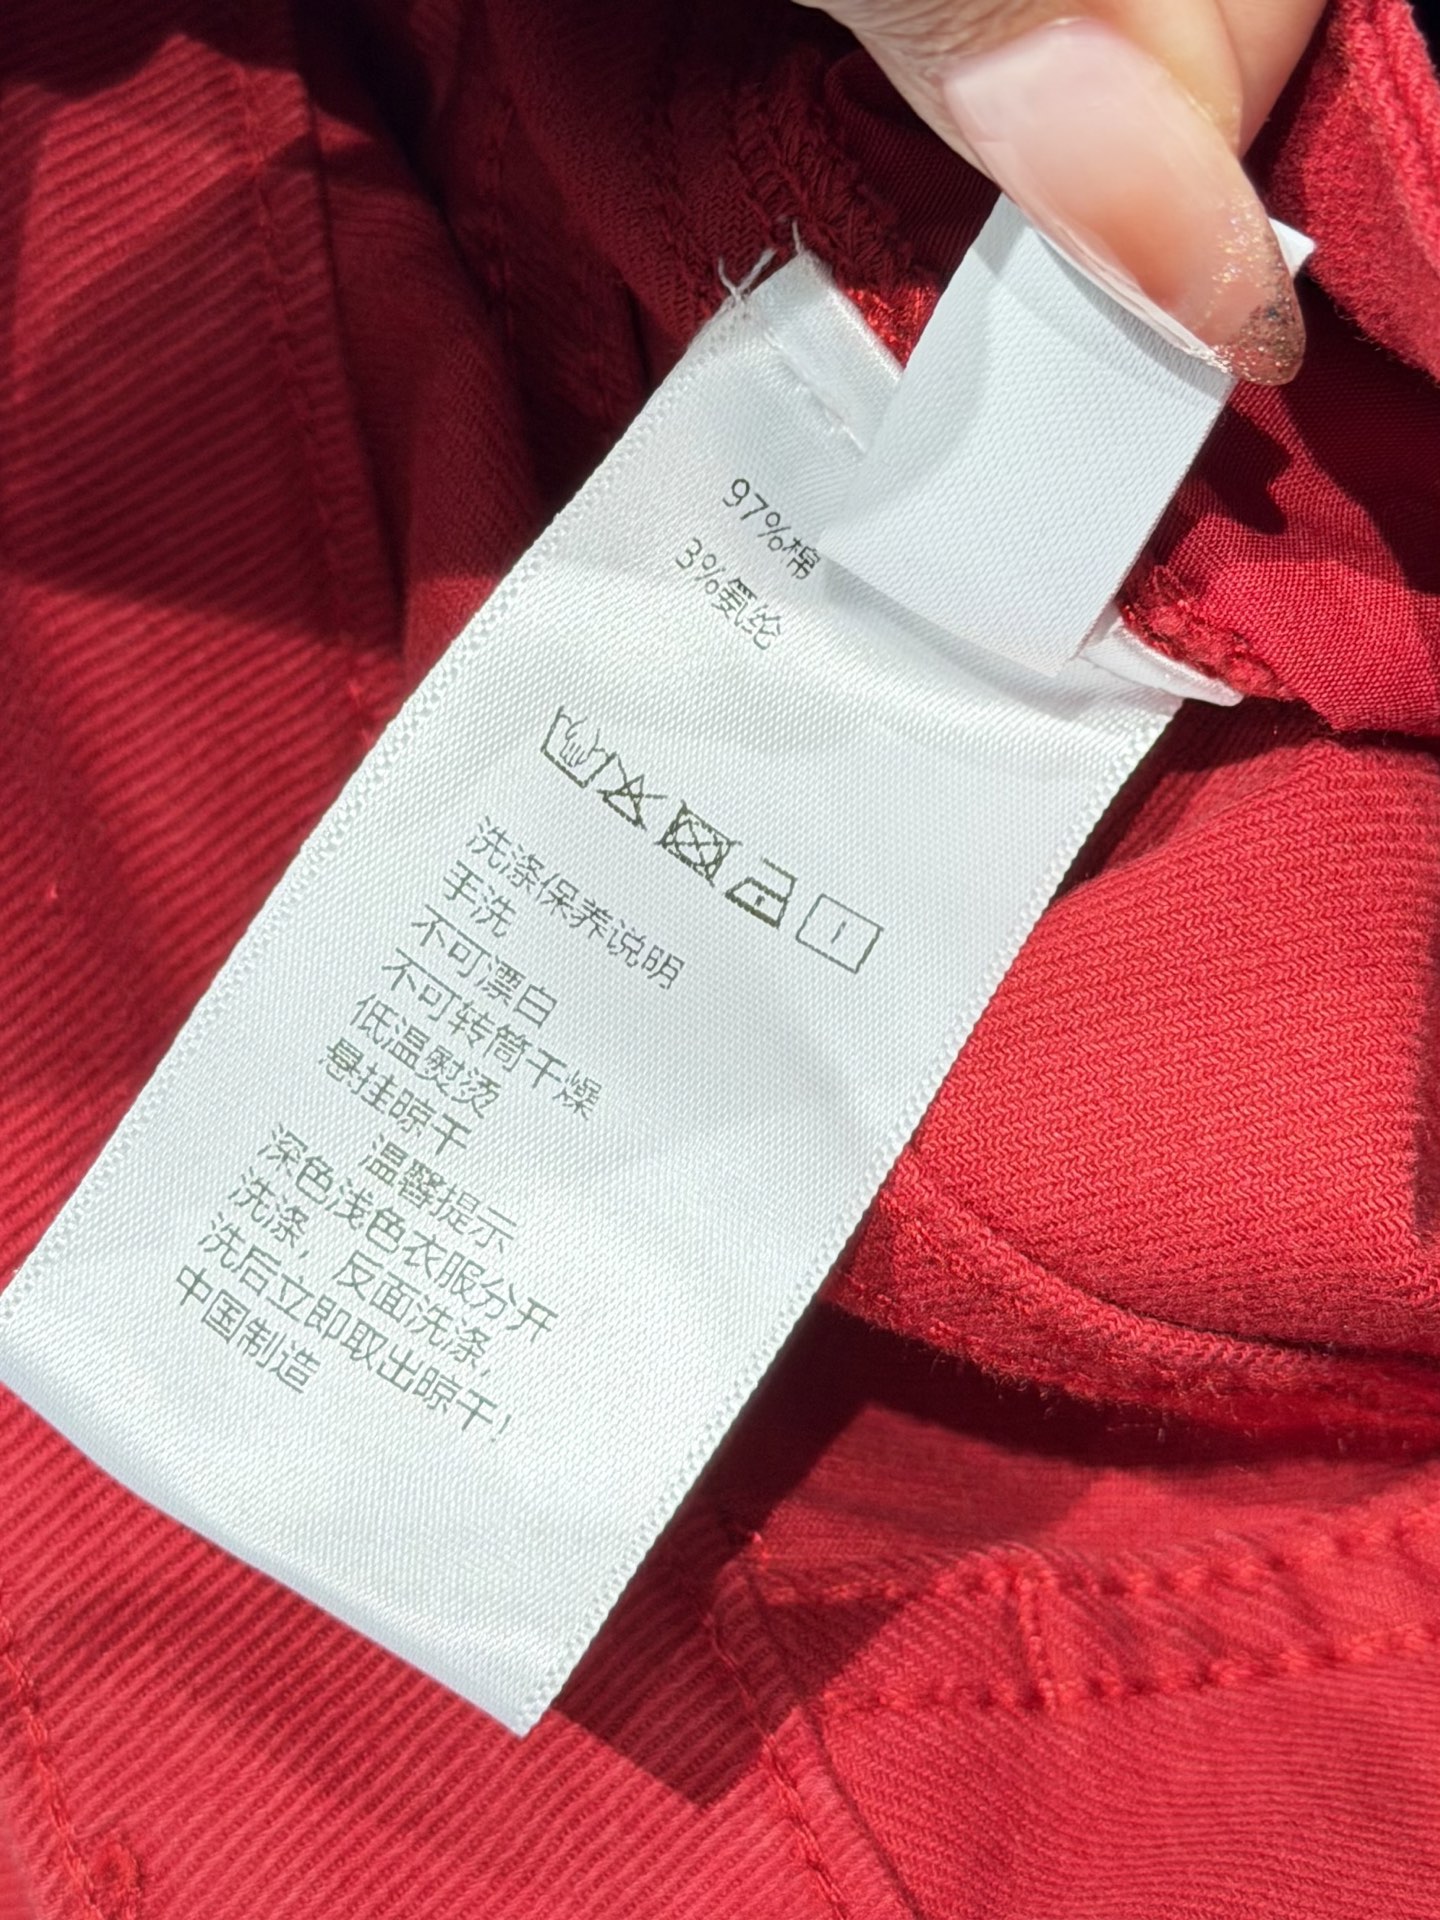 97%棉
3%氨纶
洗涤保养说明
手洗
不可漂白
不可转筒干燥
低温熨烫
悬挂晾干
温馨提示
深色浅色衣服分开
洗涤，反面洗涤，
洗后立即取出晾干！
中国制造